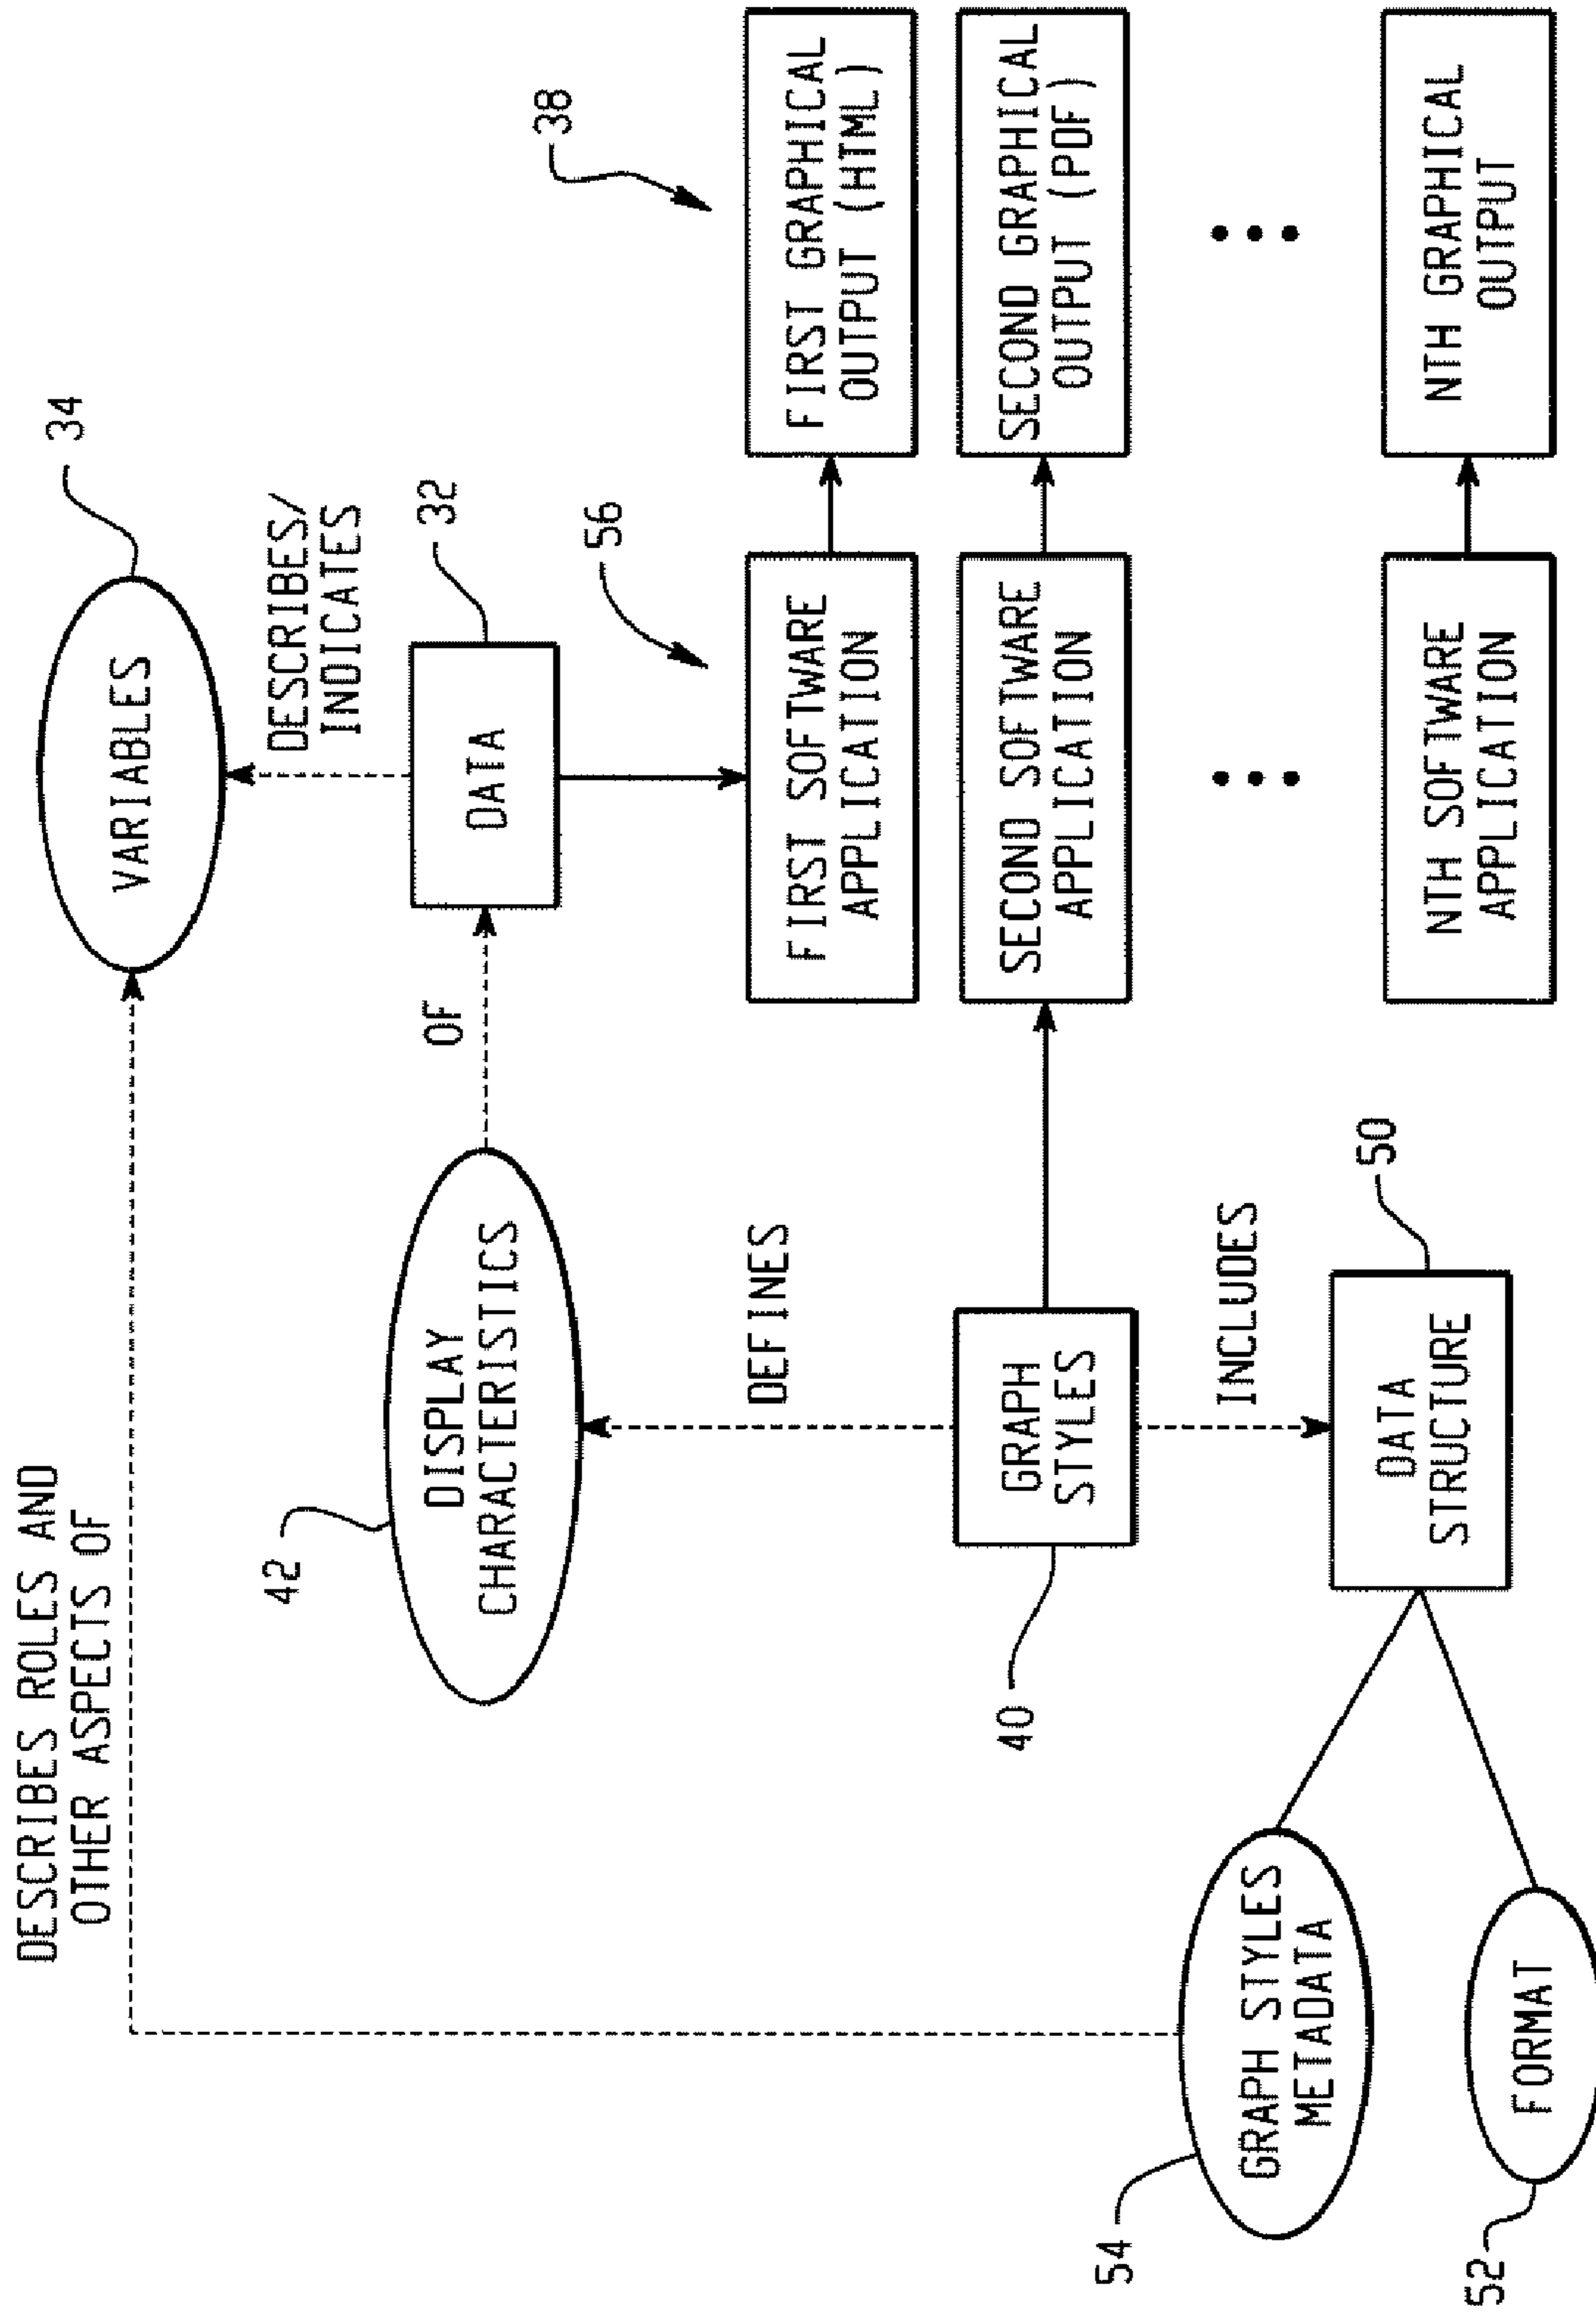 DESCRIBES ROLES AND
OTHER ASPECTS OF
VARIABLES
34
DESCRIBES/
INDICATES
42
DISPLAY
CHARACTERISTICS
OF
DATA
32
DEFINES
56
38
FIRST SOFTWARE
APPLICATION
FIRST GRAPHICAL
OUTPUT (HTML)
40
GRAPH
STYLES
SECOND SOFTWARE
APPLICATION
SECOND GRAPHICAL
OUTPUT (PDF)
INCLUDES
54
GRAPH STYLES
METADATA
DATA
STRUCTURE
50
NTH SOFTWARE
APPLICATION
NTH GRAPHICAL
OUTPUT
52
FORMAT